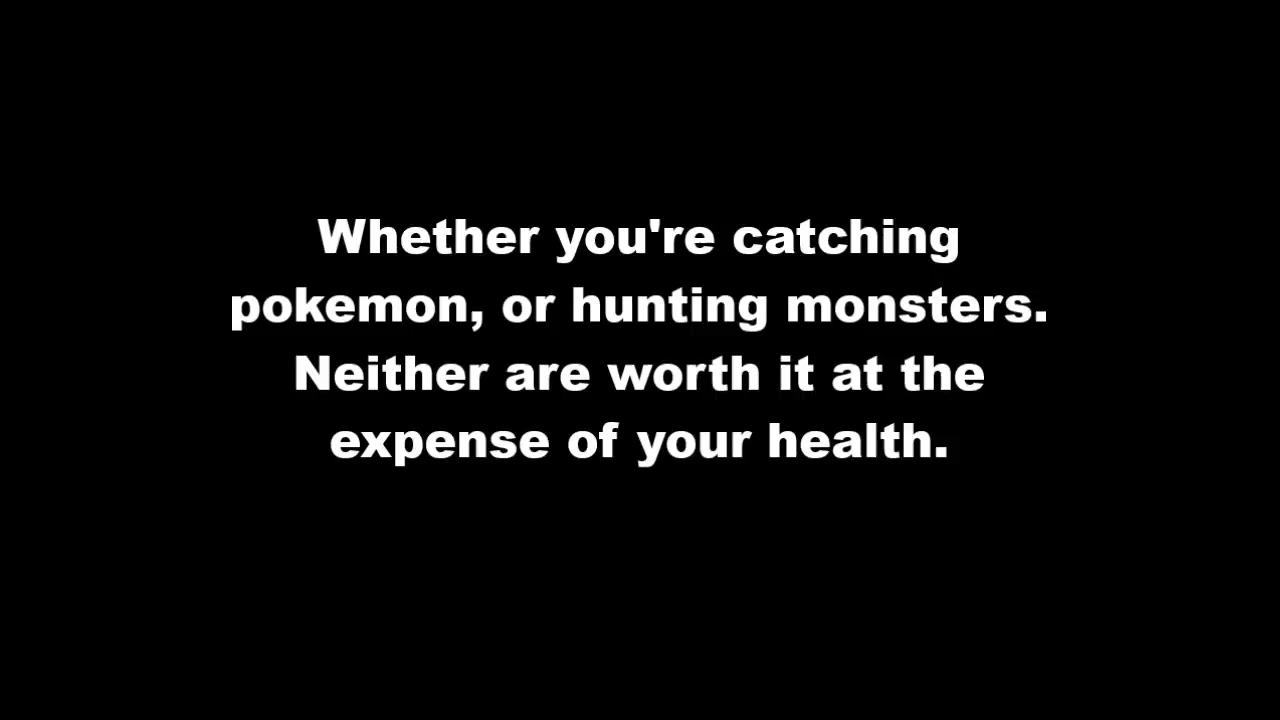 Whether you're catching
pokemon, or hunting monsters.
Neither are worth it at the
expense of your health.